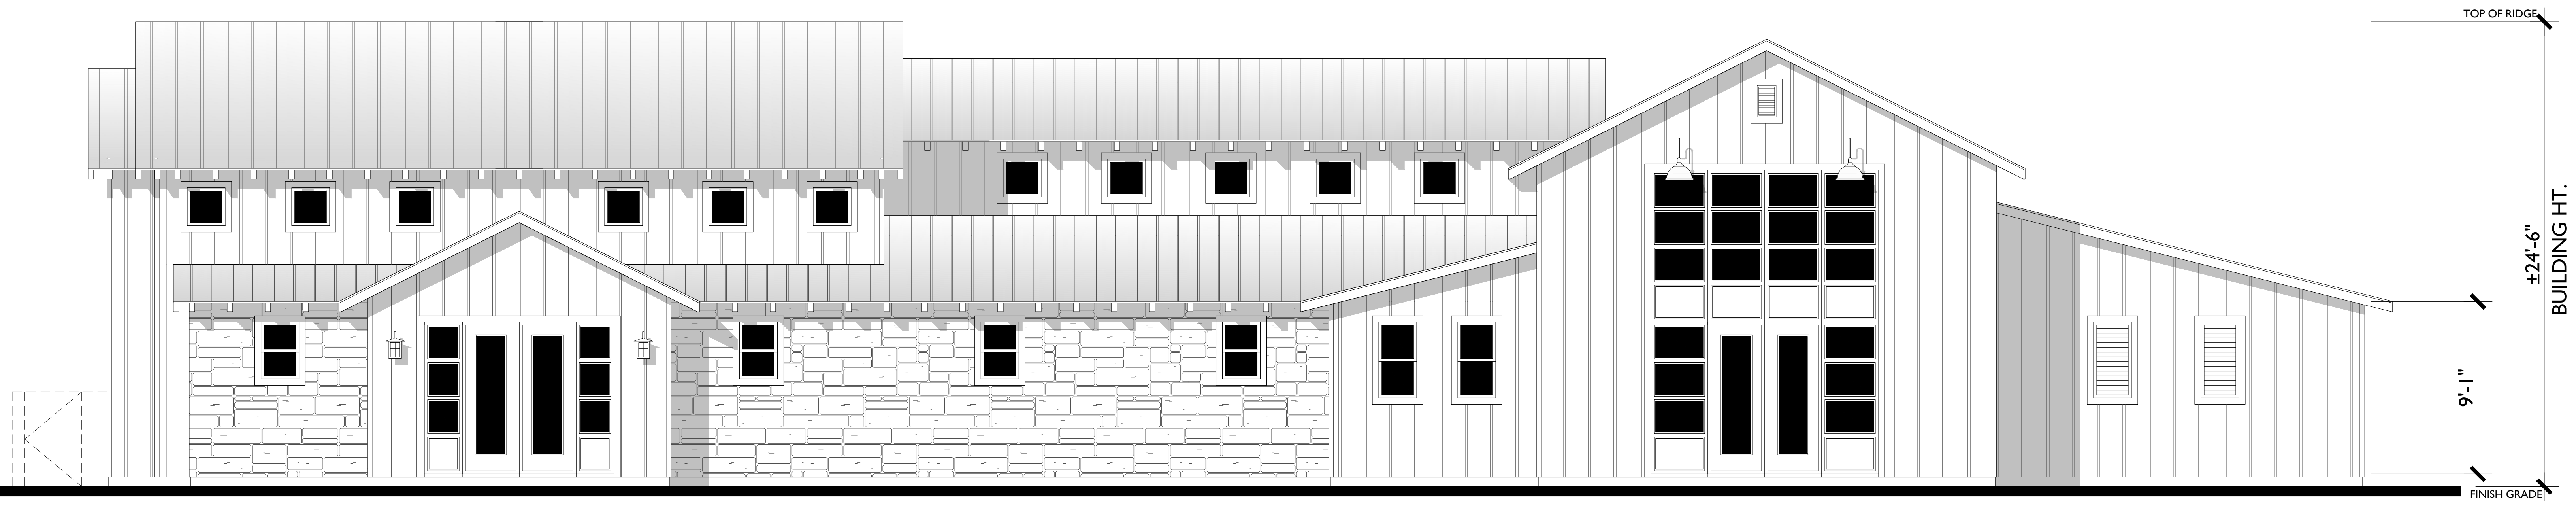 TOP OF RIDGE
±24'-6"
BUILDING HT.
9'-1"
FINISH GRADE